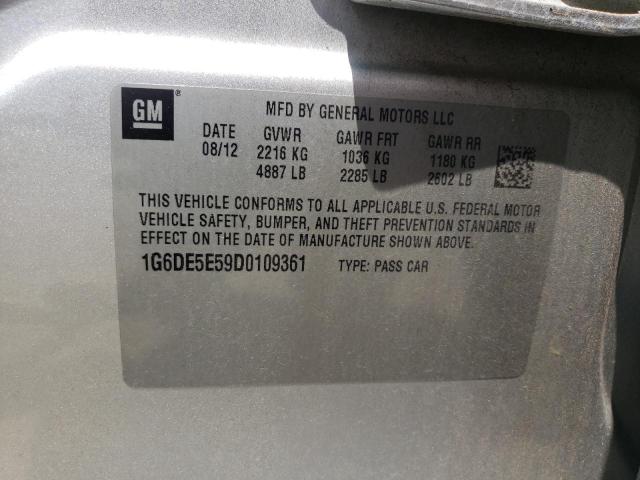 GM
MFD BY GENERAL MOTORS LLC
DATE GVWR GAWR FRT GAWR RR
08/12 2216 KG 1036 KG 1180 KG
4887 LB 2285 LB 2602 LB
THIS VEHICLE CONFORMS TO ALL APPLICABLE U.S. FEDERAL MOTOR
VEHICLE SAFETY, BUMPER, AND THEFT PREVENTION STANDARDS IN
EFFECT ON THE DATE OF MANUFACTURE SHOWN ABOVE.
1G6DE5E59D0109361 TYPE: PASS CAR